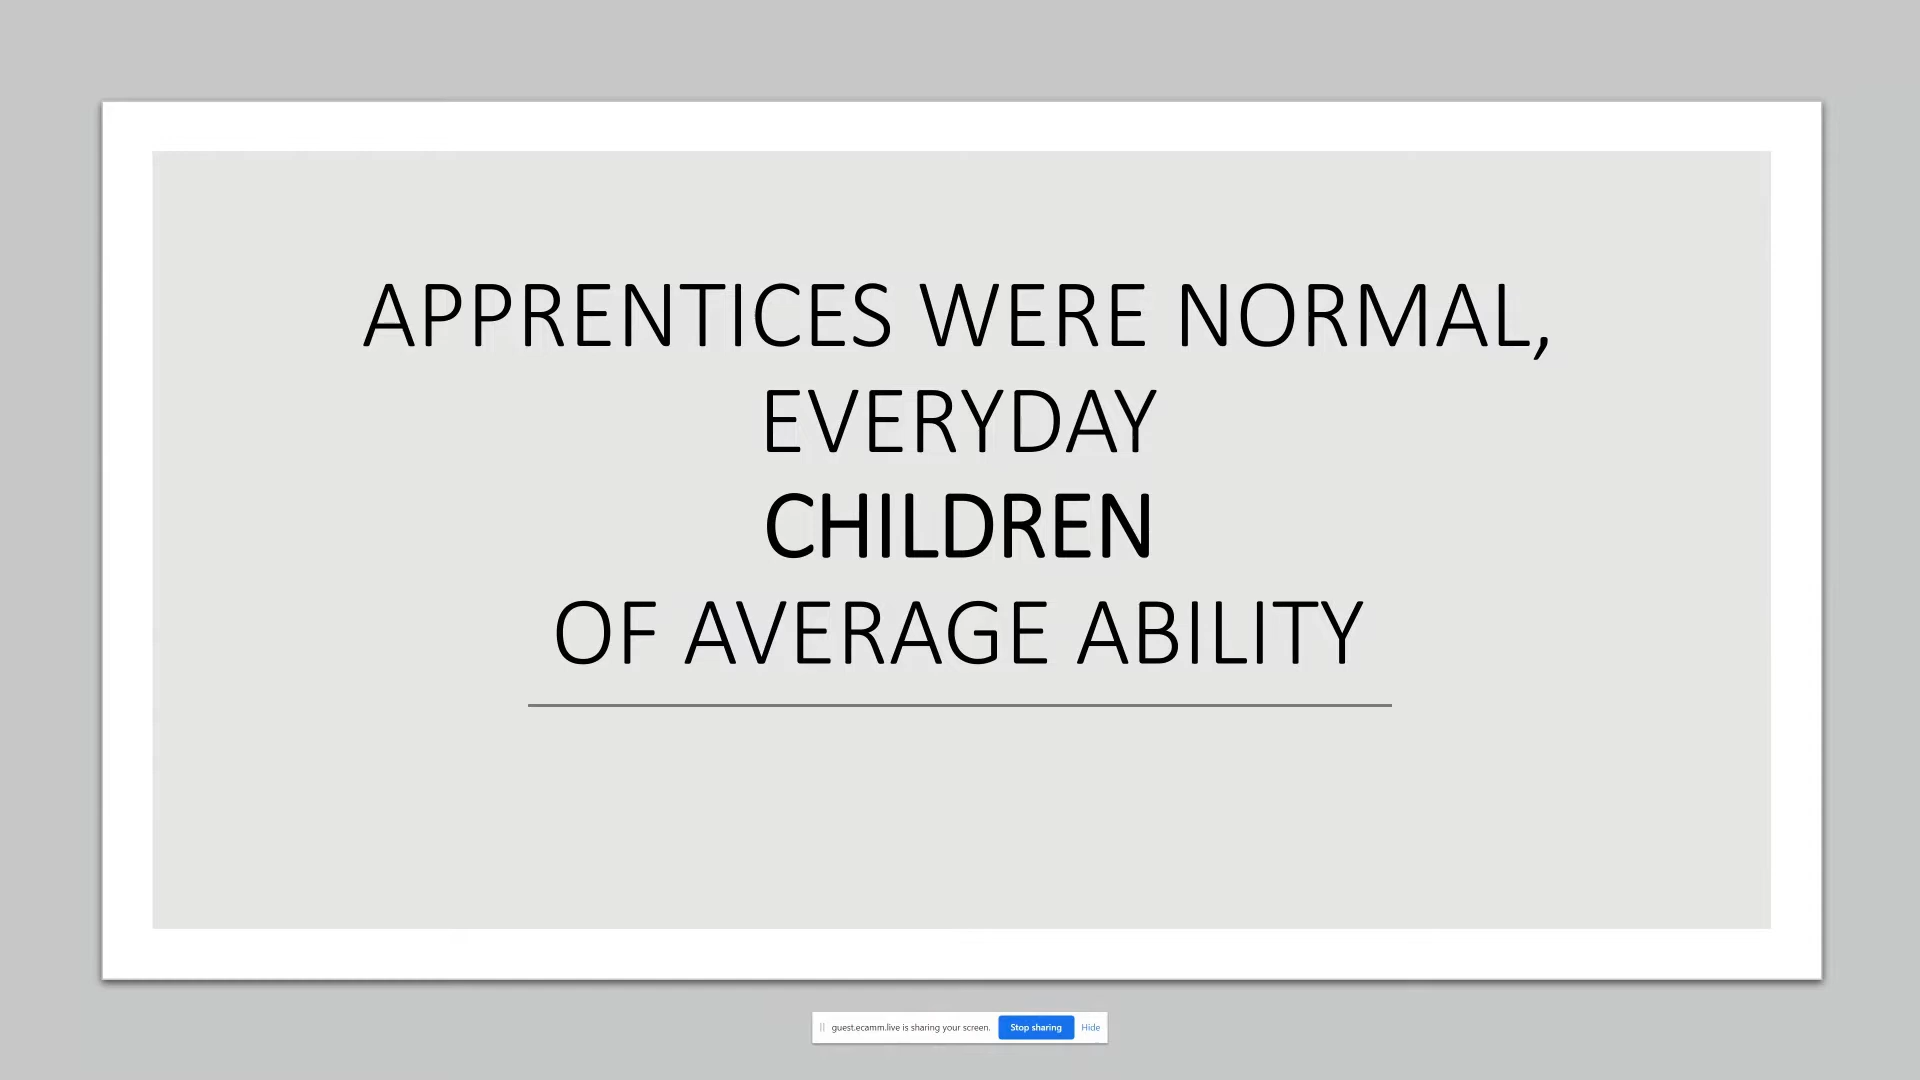 APPRENTICES WERE NORMAL,
EVERYDAY
CHILDREN
OF AVERAGE ABILITY
guest.ecamm.live is sharing your screen. Stop sharing Hide